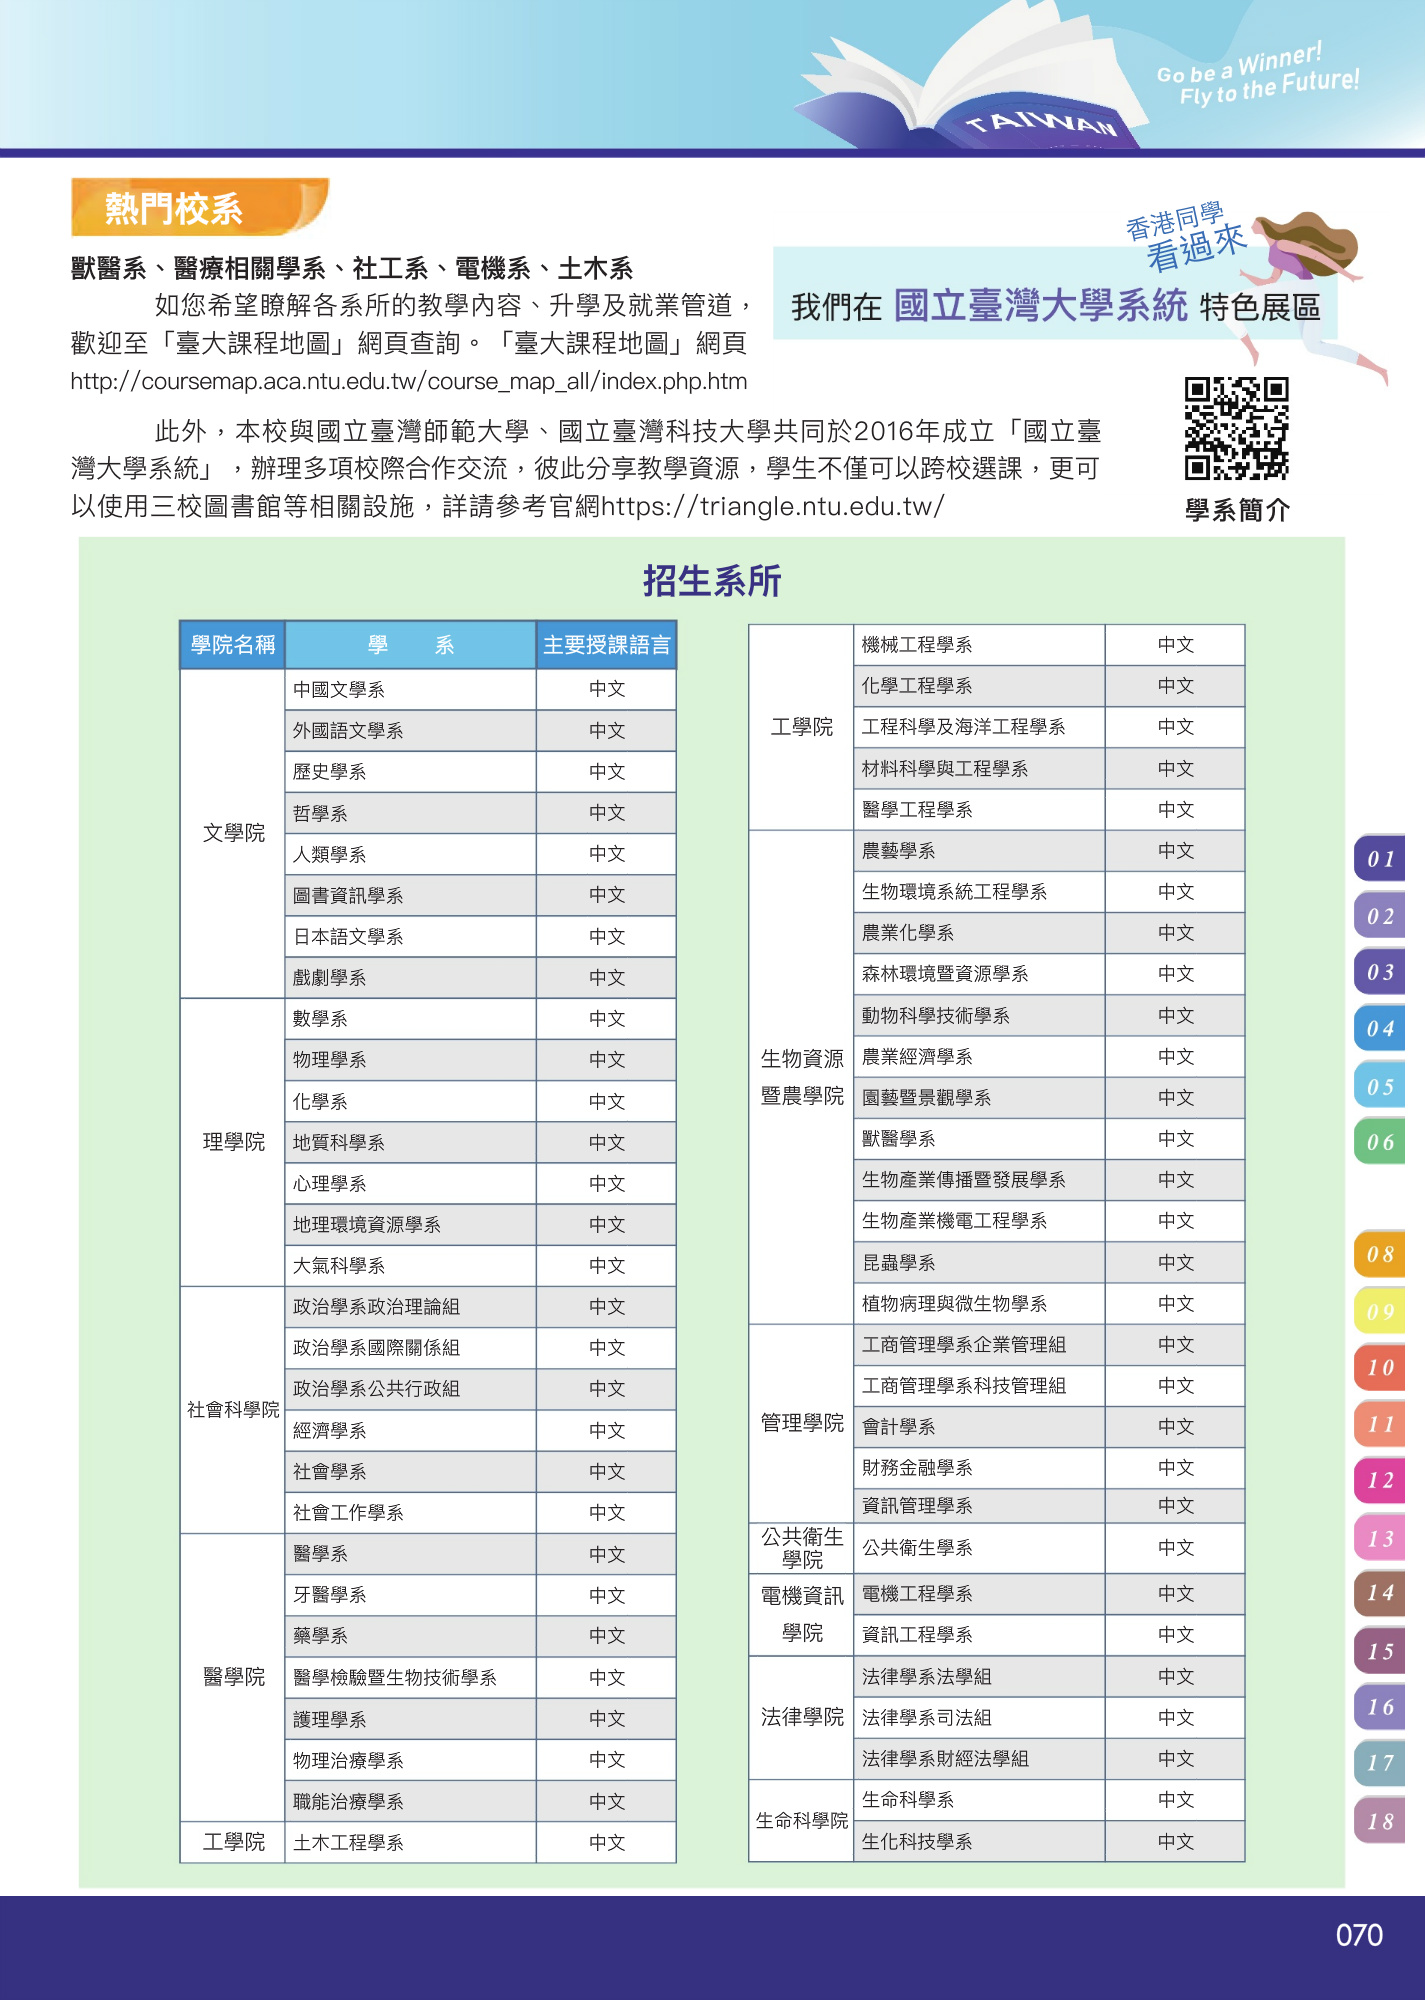 Go be a Winner!
Fly to the Future!
TAIWAN
熱門校系
獸醫系、醫療相關學系、社工系、電機系、土木系
如您希望瞭解各系所的教學內容、升學及就業管道，
歡迎至「臺大課程地圖」網頁查詢。「臺大課程地圖」網頁
http://coursemap.aca.ntu.edu.tw/course_map_all/index.php.htm
香港同學
看過來
我們在 國立臺灣大學系統 特色展區
此外，本校與國立臺灣師範大學、國立臺灣科技大學共同於2016年成立「國立臺
灣大學系統」，辦理多項校際合作交流，彼此分享教學資源，學生不僅可以跨校選課，更可
以使用三校圖書館等相關設施，詳請參考官網https://triangle.ntu.edu.tw/
學系簡介
招生系所
學院名稱 學 系 主要授課語言
文學院
中國文學系 中文
外國語文學系 中文
歷史學系 中文
哲學系 中文
人類學系 中文
圖書資訊學系 中文
日本語文學系 中文
戲劇學系 中文
理學院
數學系 中文
物理學系 中文
化學系 中文
地質科學系 中文
心理學系 中文
地理環境資源學系 中文
大氣科學系 中文
社會科學院
政治學系政治理論組 中文
政治學系國際關係組 中文
政治學系公共行政組 中文
經濟學系 中文
社會學系 中文
社會工作學系 中文
醫學院
醫學系 中文
牙醫學系 中文
藥學系 中文
醫學檢驗暨生物技術學系 中文
護理學系 中文
物理治療學系 中文
職能治療學系 中文
工學院 土木工程學系 中文
工學院
機械工程學系 中文
化學工程學系 中文
工程科學及海洋工程學系 中文
材料科學與工程學系 中文
醫學工程學系 中文
生物資源
暨農學院
農藝學系 中文
生物環境系統工程學系 中文
農業化學系 中文
森林環境暨資源學系 中文
動物科學技術學系 中文
農業經濟學系 中文
園藝暨景觀學系 中文
獸醫學系 中文
生物產業傳播暨發展學系 中文
生物產業機電工程學系 中文
昆蟲學系 中文
植物病理與微生物學系 中文
管理學院
工商管理學系企業管理組 中文
工商管理學系科技管理組 中文
會計學系 中文
財務金融學系 中文
資訊管理學系 中文
公共衛生
學院
公共衛生學系 中文
電機資訊
學院
電機工程學系 中文
資訊工程學系 中文
法律學院
法律學系法學組 中文
法律學系司法組 中文
法律學系財經法學組 中文
生命科學院
生命科學系 中文
生化科技學系 中文
01
02
03
04
05
06
08
09
10
11
12
13
14
15
16
17
18
070